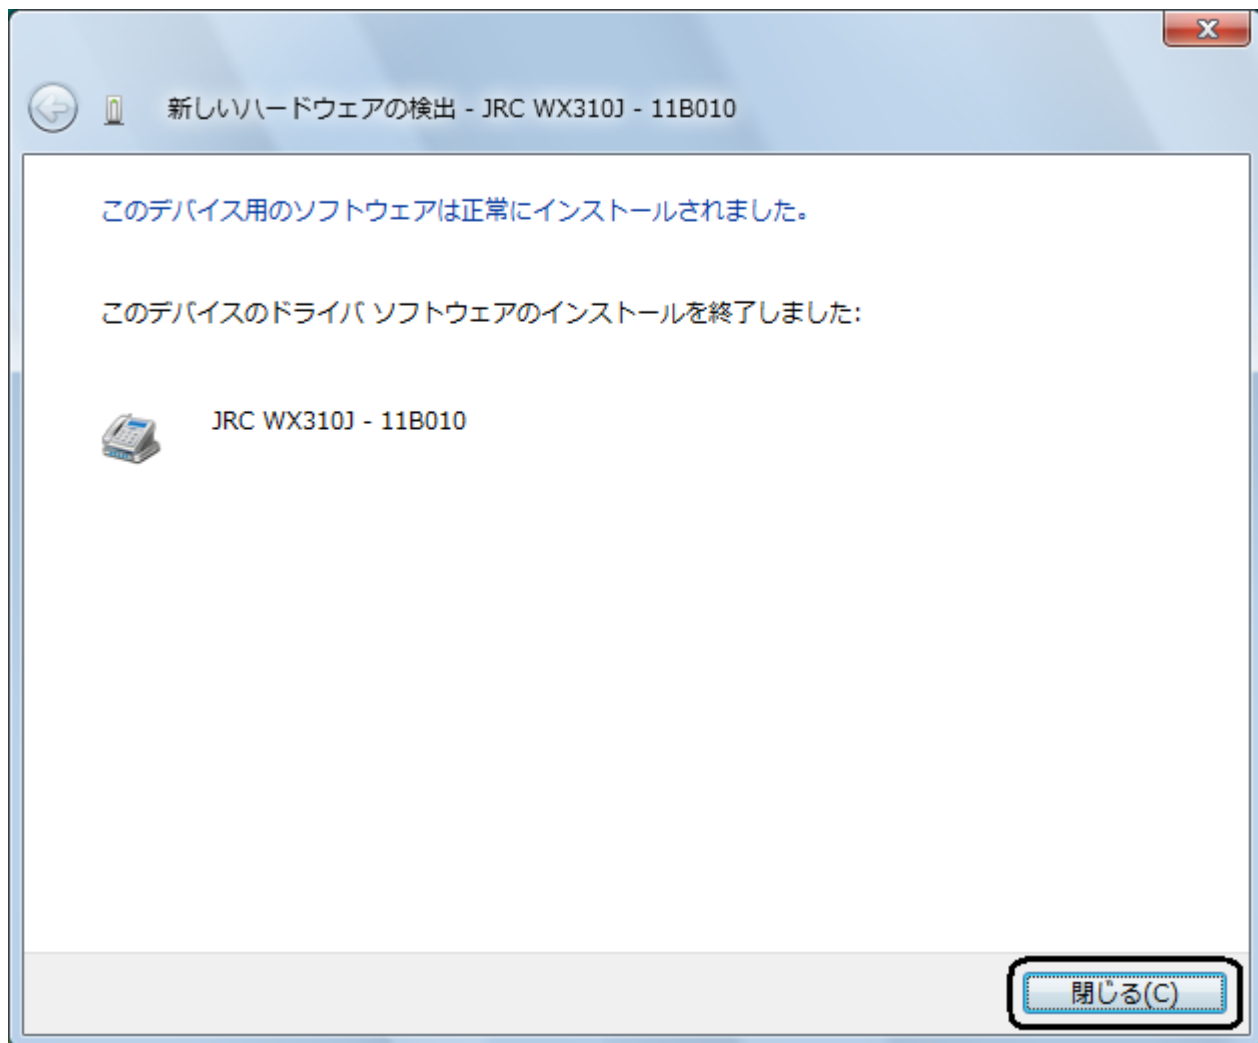 新しいハードウェアの検出 - JRC WX310J - 11B010
このデバイス用のソフトウェアは正常にインストールされました。
このデバイスのドライバ ソフトウェアのインストールを終了しました:
JRC WX310J - 11B010
閉じる(C)